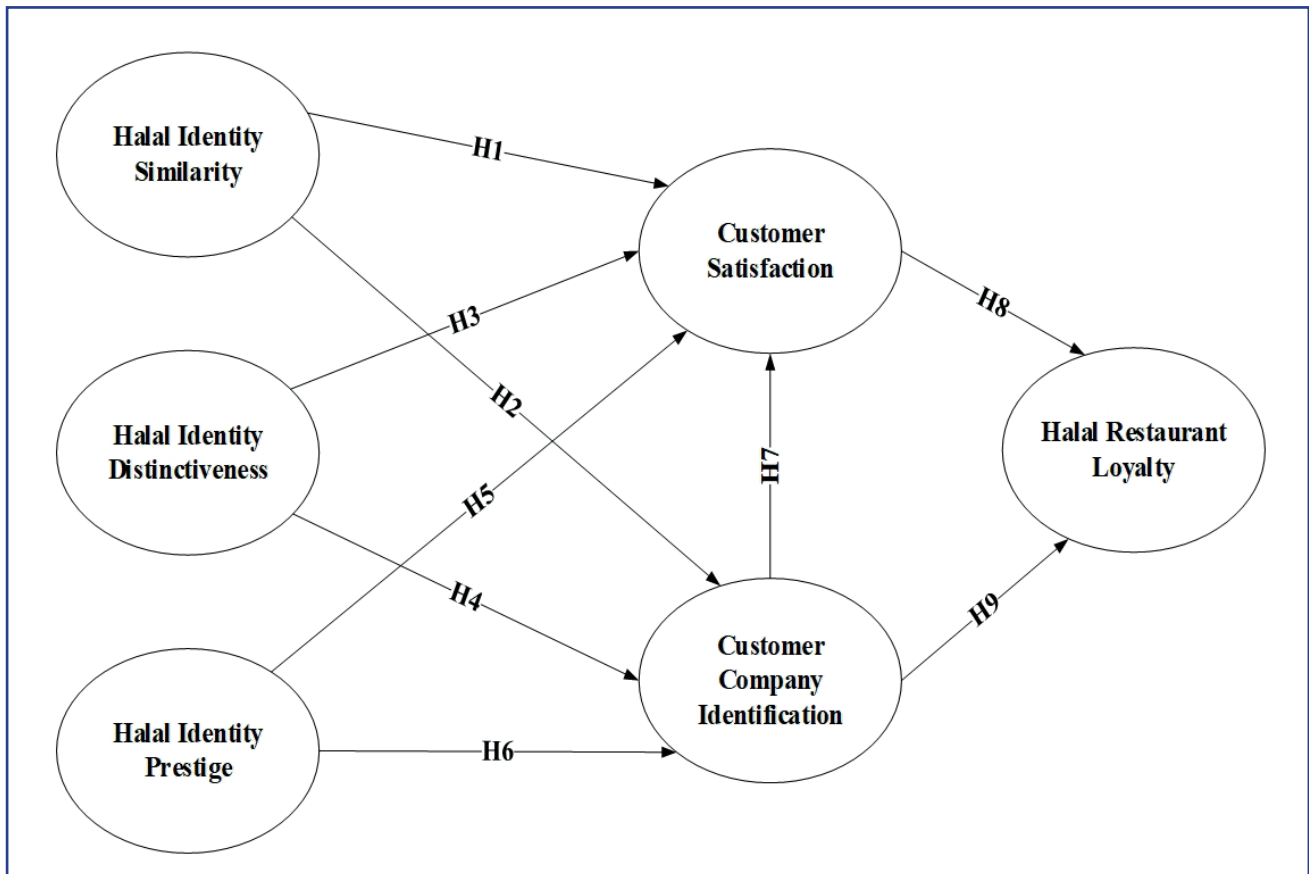 Halal Identity
Similarity
H1
Customer
Satisfaction
H3
H2
H8
Halal Identity
Distinctiveness
Halal Restaurant
Loyalty
H5
H7
H4
H9
Customer
Company
Identification
Halal Identity
Prestige
H6